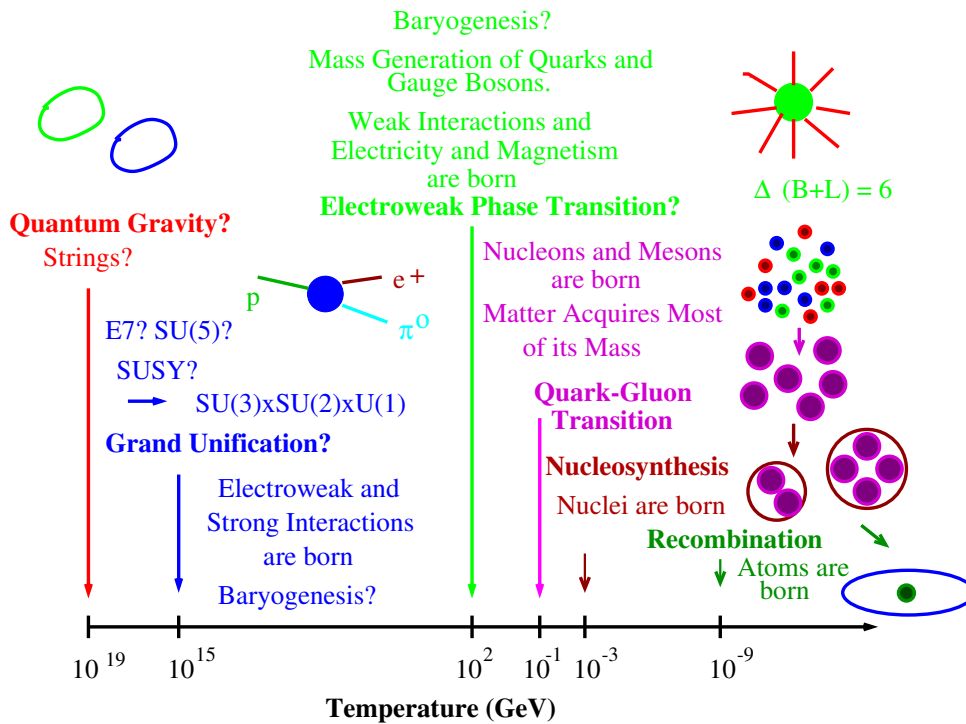 Baryogenesis?
Mass Generation of Quarks and
Gauge Bosons.
Weak Interactions and
Electricity and Magnetism
are born
Electroweak Phase Transition?
Δ (B+L) = 6
Quantum Gravity?
Strings?
p
e+
πo
E7? SU(5)?
SUSY?
SU(3)xSU(2)xU(1)
Grand Unification?
Electroweak and
Strong Interactions
are born
Baryogenesis?
Nucleons and Mesons
are born
Matter Acquires Most
of its Mass
Quark-Gluon
Transition
Nucleosynthesis
Nuclei are born
Recombination
Atoms are
born
10^19 10^15 10^2 10^-1 10^-3 10^-9
Temperature (GeV)